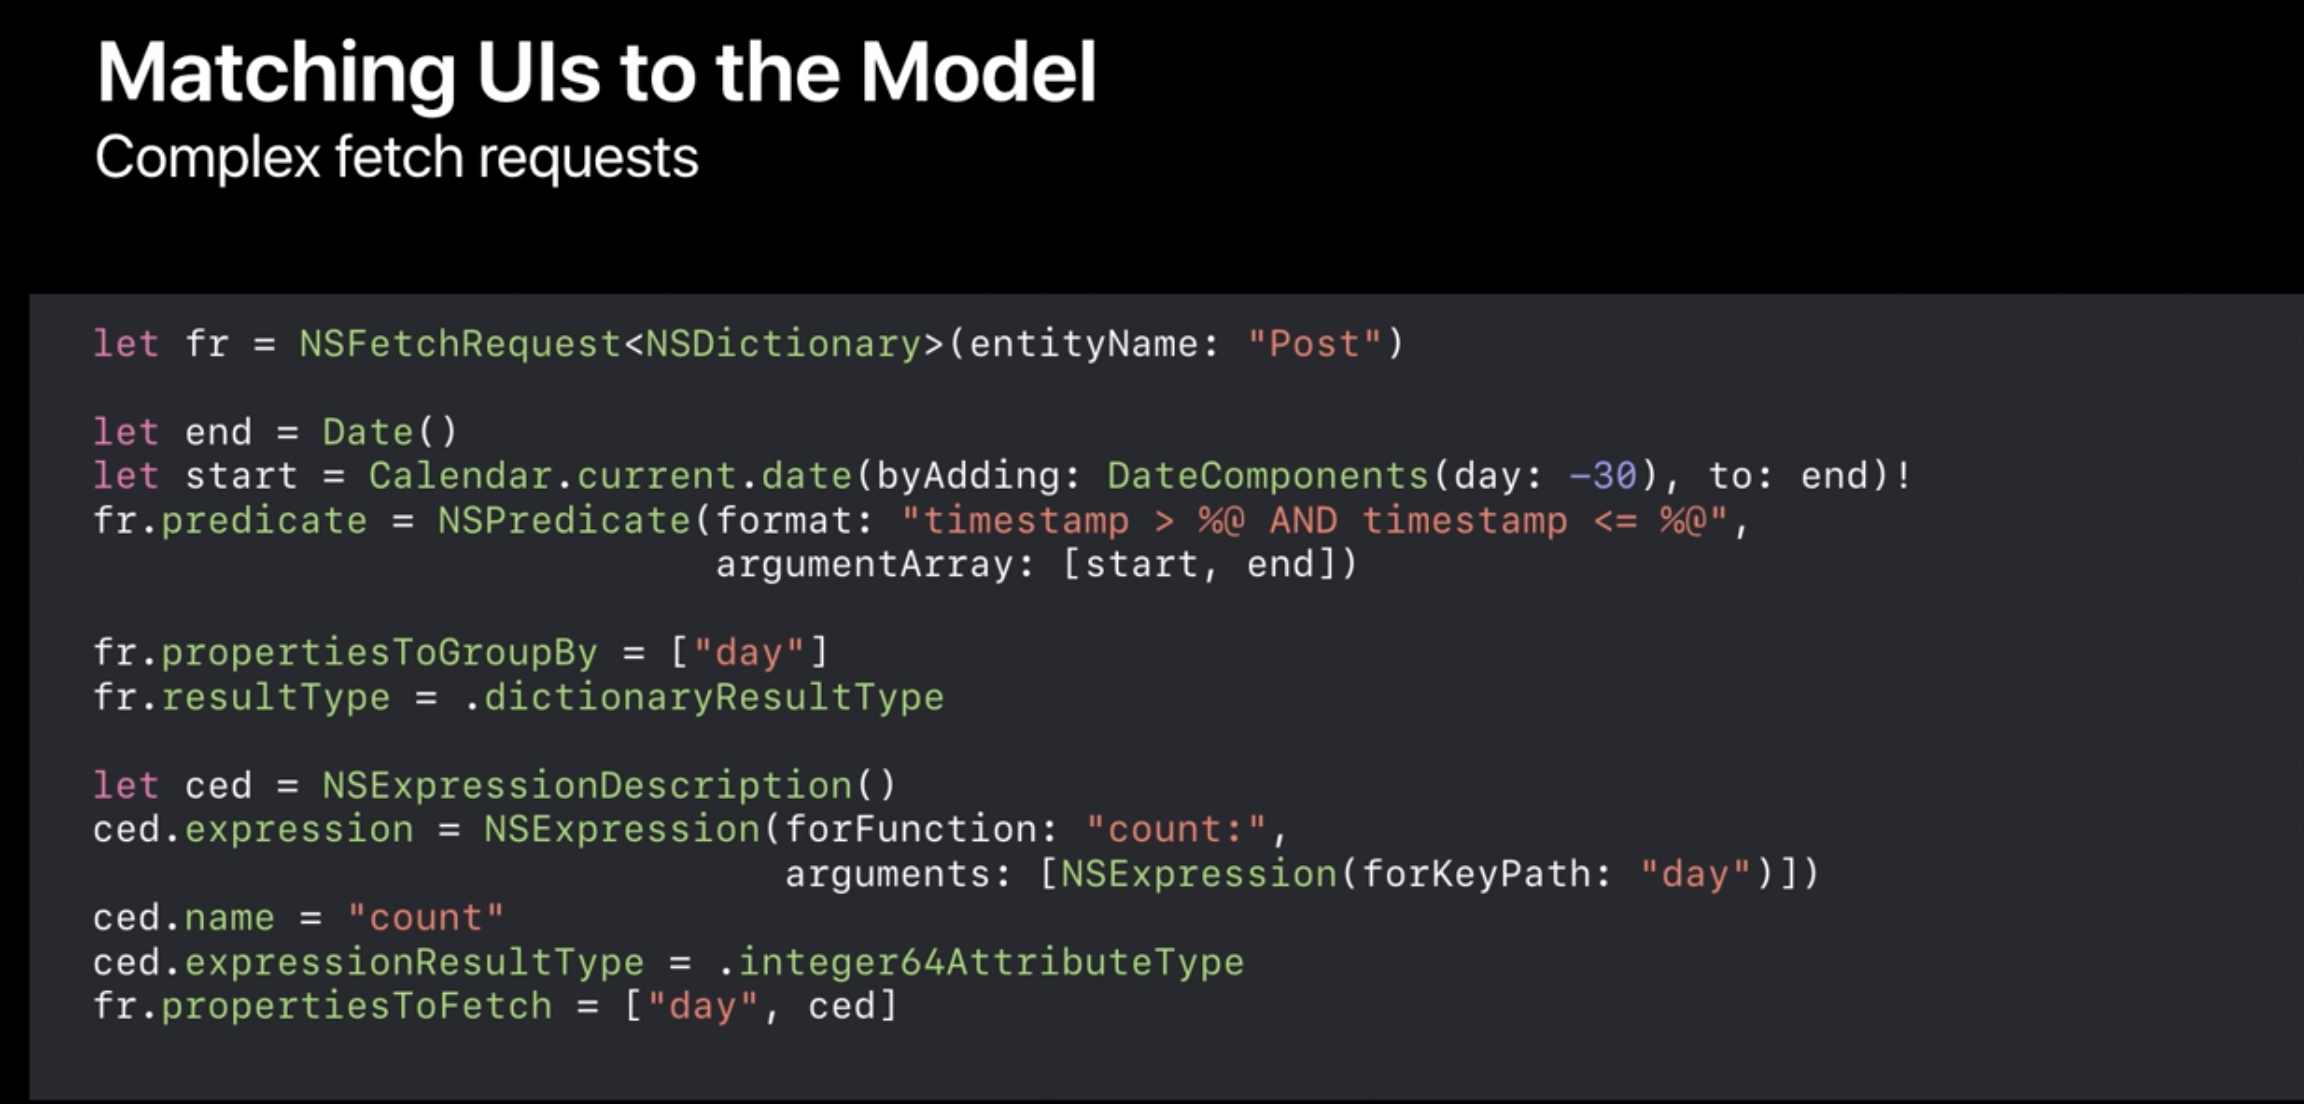 Matching UIs to the Model
Complex fetch requests
let fr = NSFetchRequest<NSDictionary>(entityName: "Post")
let end = Date()
let start = Calendar.current.date(byAdding: DateComponents(day: -30), to: end)!
fr.predicate = NSPredicate(format: "timestamp > %@ AND timestamp <= %@",
argumentArray: [start, end])
fr.propertiesToGroupBy = ["day"]
fr.resultType = .dictionaryResultType
let ced = NSExpressionDescription()
ced.expression = NSExpression(forFunction: "count:",
arguments: [NSExpression(forKeyPath: "day")])
ced.name = "count"
ced.expressionResultType = .integer64AttributeType
fr.propertiesToFetch = ["day", ced]